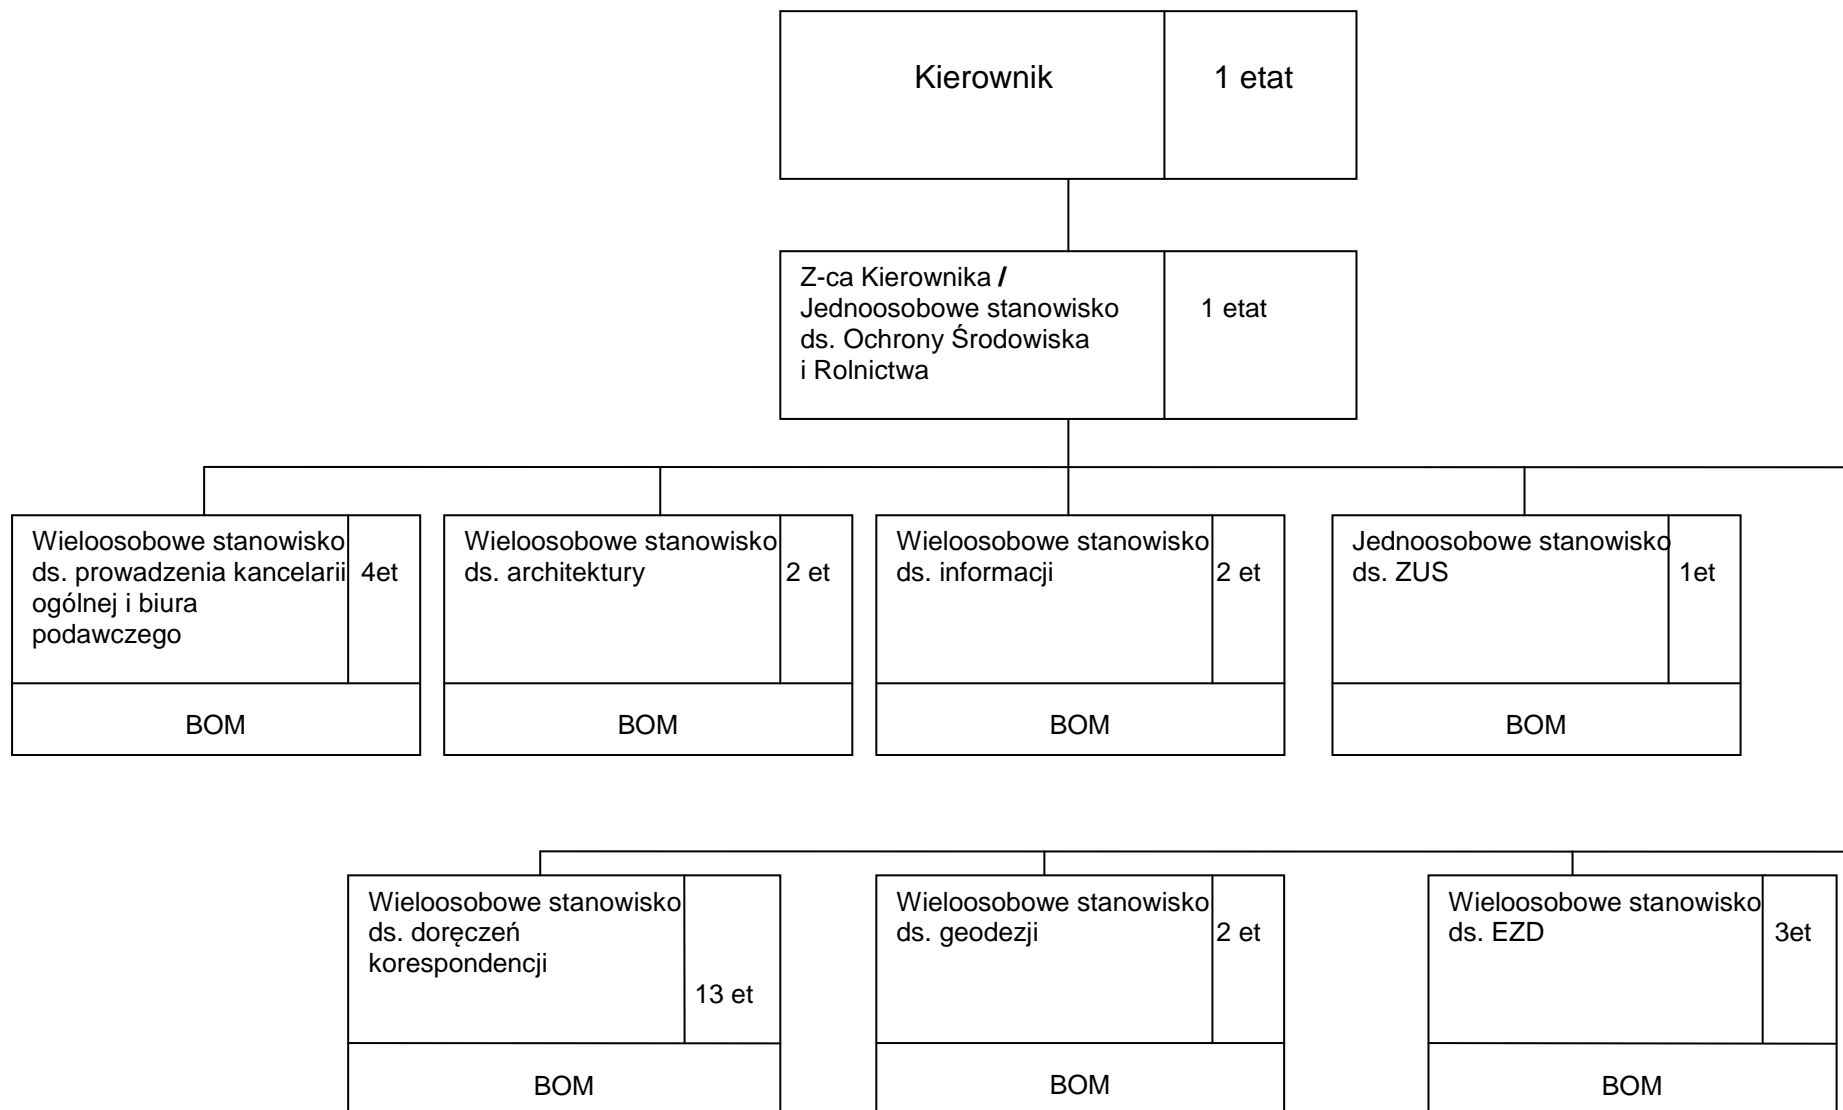 Kierownik
1 etat
Z-ca Kierownika /
Jednoosobowe stanowisko
ds. Ochrony Środowiska
i Rolnictwa
1 etat
Wieloosobowe stanowisko
ds. prowadzenia kancelarii
ogólnej i biura
podawczego
4et
BOM
Wieloosobowe stanowisko
ds. architektury
2 et
BOM
Wieloosobowe stanowisko
ds. informacji
2 et
BOM
Jednoosobowe stanowisko
ds. ZUS
1et
BOM
Wieloosobowe stanowisko
ds. doręczeń
korespondencji
13 et
BOM
Wieloosobowe stanowisko
ds. geodezji
2 et
BOM
Wieloosobowe stanowisko
ds. EZD
3et
BOM